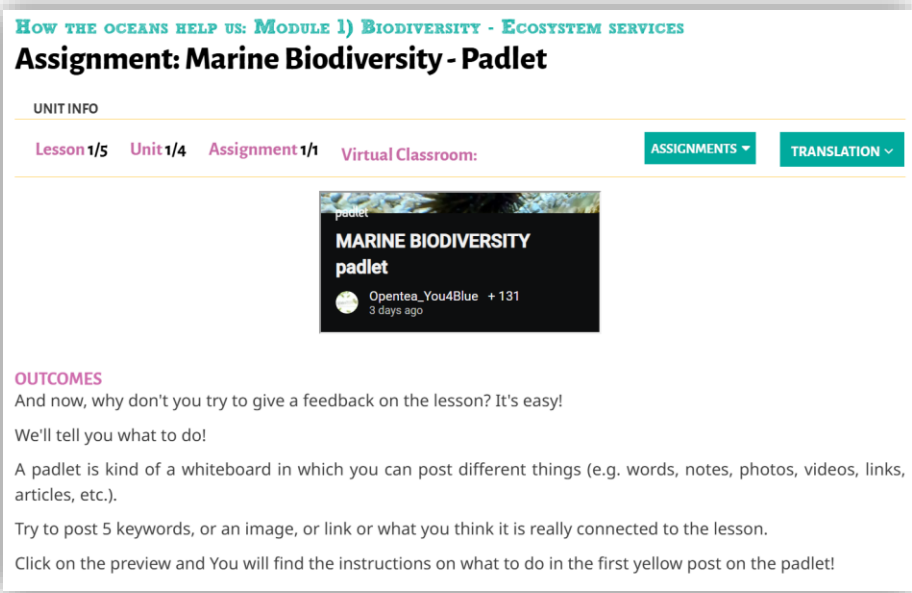 How the oceans help us: Module 1) Biodiversity - Ecosystem services
Assignment: Marine Biodiversity - Padlet
UNIT INFO
Lesson 1/5 Unit 1/4 Assignment 1/1 Virtual Classroom: ASSIGNMENTS TRANSLATION
padlet
MARINE BIODIVERSITY
padlet
Opentea_You4Blue + 131
3 days ago
OUTCOMES
And now, why don't you try to give a feedback on the lesson? It's easy!
We'll tell you what to do!
A padlet is kind of a whiteboard in which you can post different things (e.g. words, notes, photos, videos, links,
articles, etc.).
Try to post 5 keywords, or an image, or link or what you think it is really connected to the lesson.
Click on the preview and You will find the instructions on what to do in the first yellow post on the padlet!